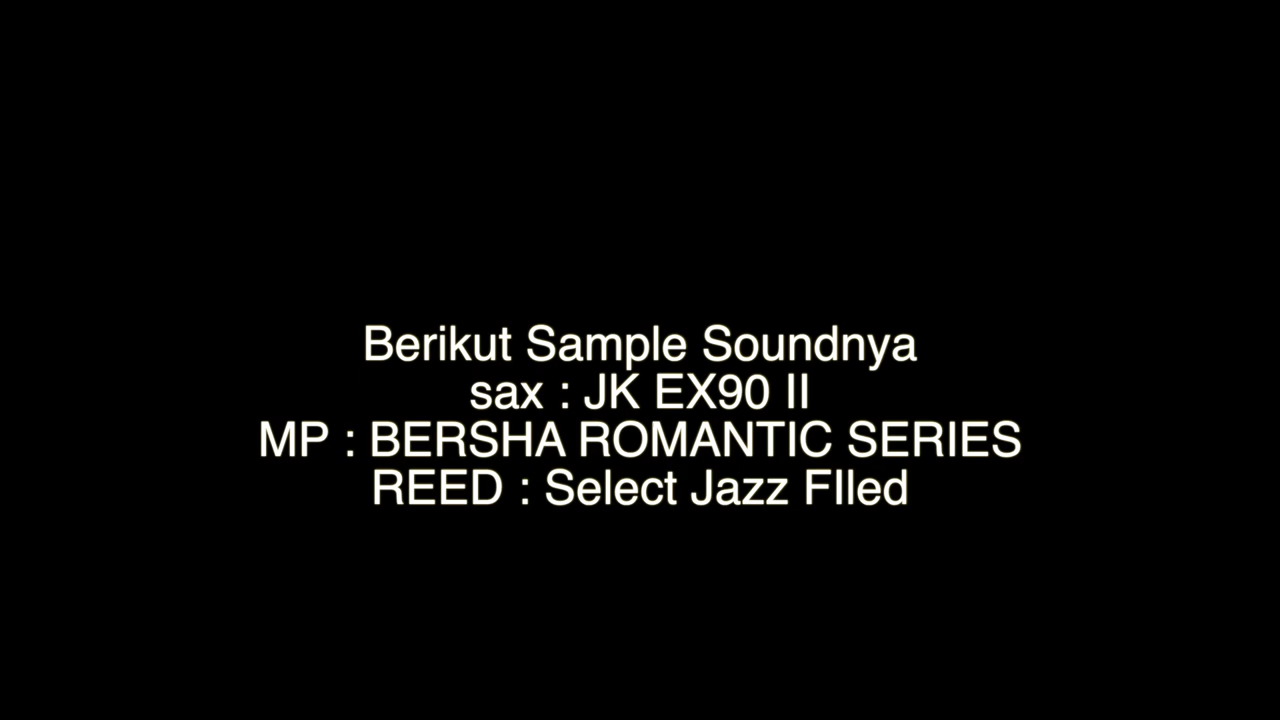 Berikut Sample Soundnya
sax : JK EX90 II
MP : BERSHA ROMANTIC SERIES
REED : Select Jazz FIled